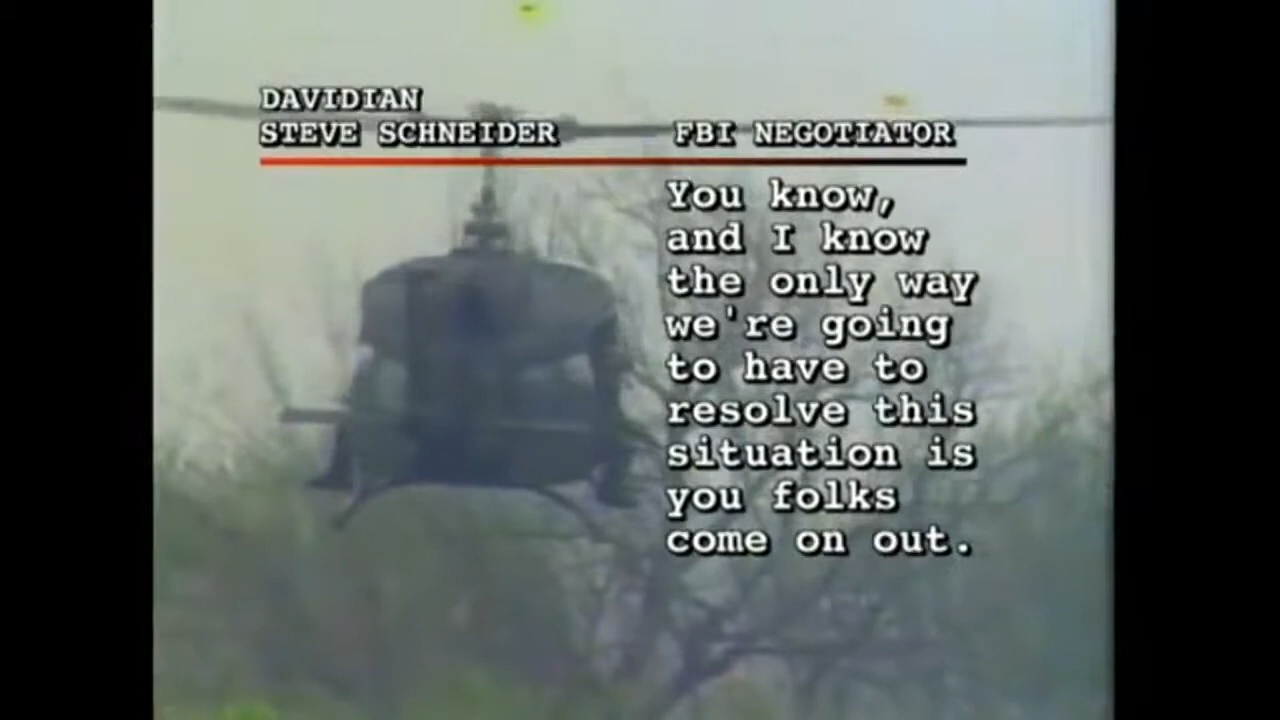 DAVIDIAN
STEVE SCHNEIDER
FBI NEGOTIATOR
You know,
and I know
the only way
we're going
to have to
resolve this
situation is
you folks
come on out.